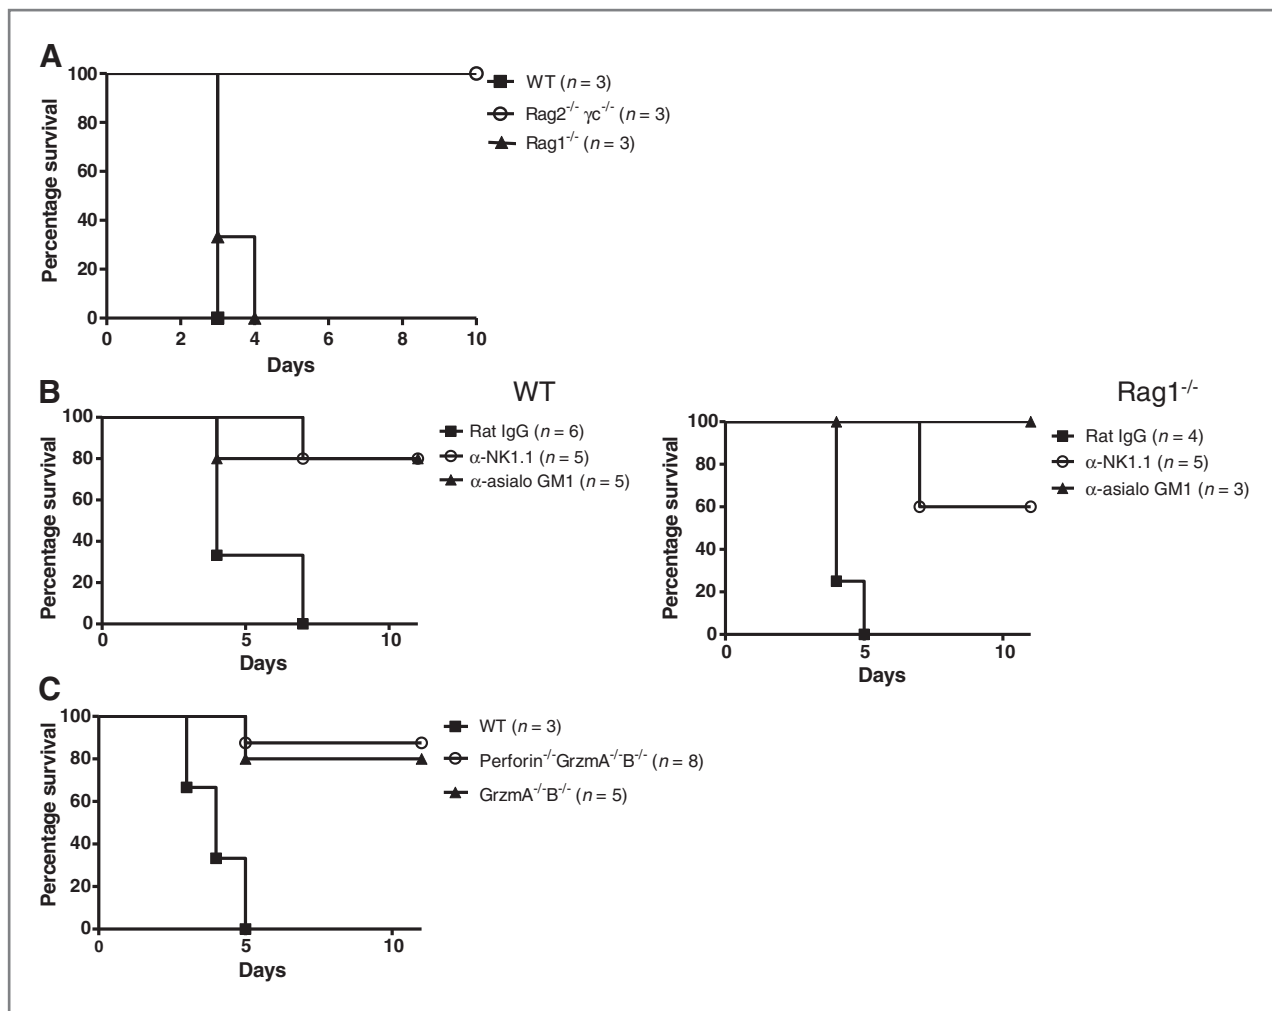 A
Percentage survival
100
80
60
40
20
0
0 2 4 6 8 10
Days
WT (n = 3)
Rag2-/- γc-/- (n = 3)
Rag1-/- (n = 3)
B
WT
Percentage survival
100
80
60
40
20
0
0 5 10
Days
Rat IgG (n = 6)
α-NK1.1 (n = 5)
α-asialo GM1 (n = 5)
Rag1-/-
Percentage survival
100
80
60
40
20
0
0 5 10
Days
Rat IgG (n = 4)
α-NK1.1 (n = 5)
α-asialo GM1 (n = 3)
C
Percentage survival
100
80
60
40
20
0
0 5 10
Days
WT (n = 3)
Perforin-/-GrzmA-/-B-/- (n = 8)
GrzmA-/-B-/- (n = 5)